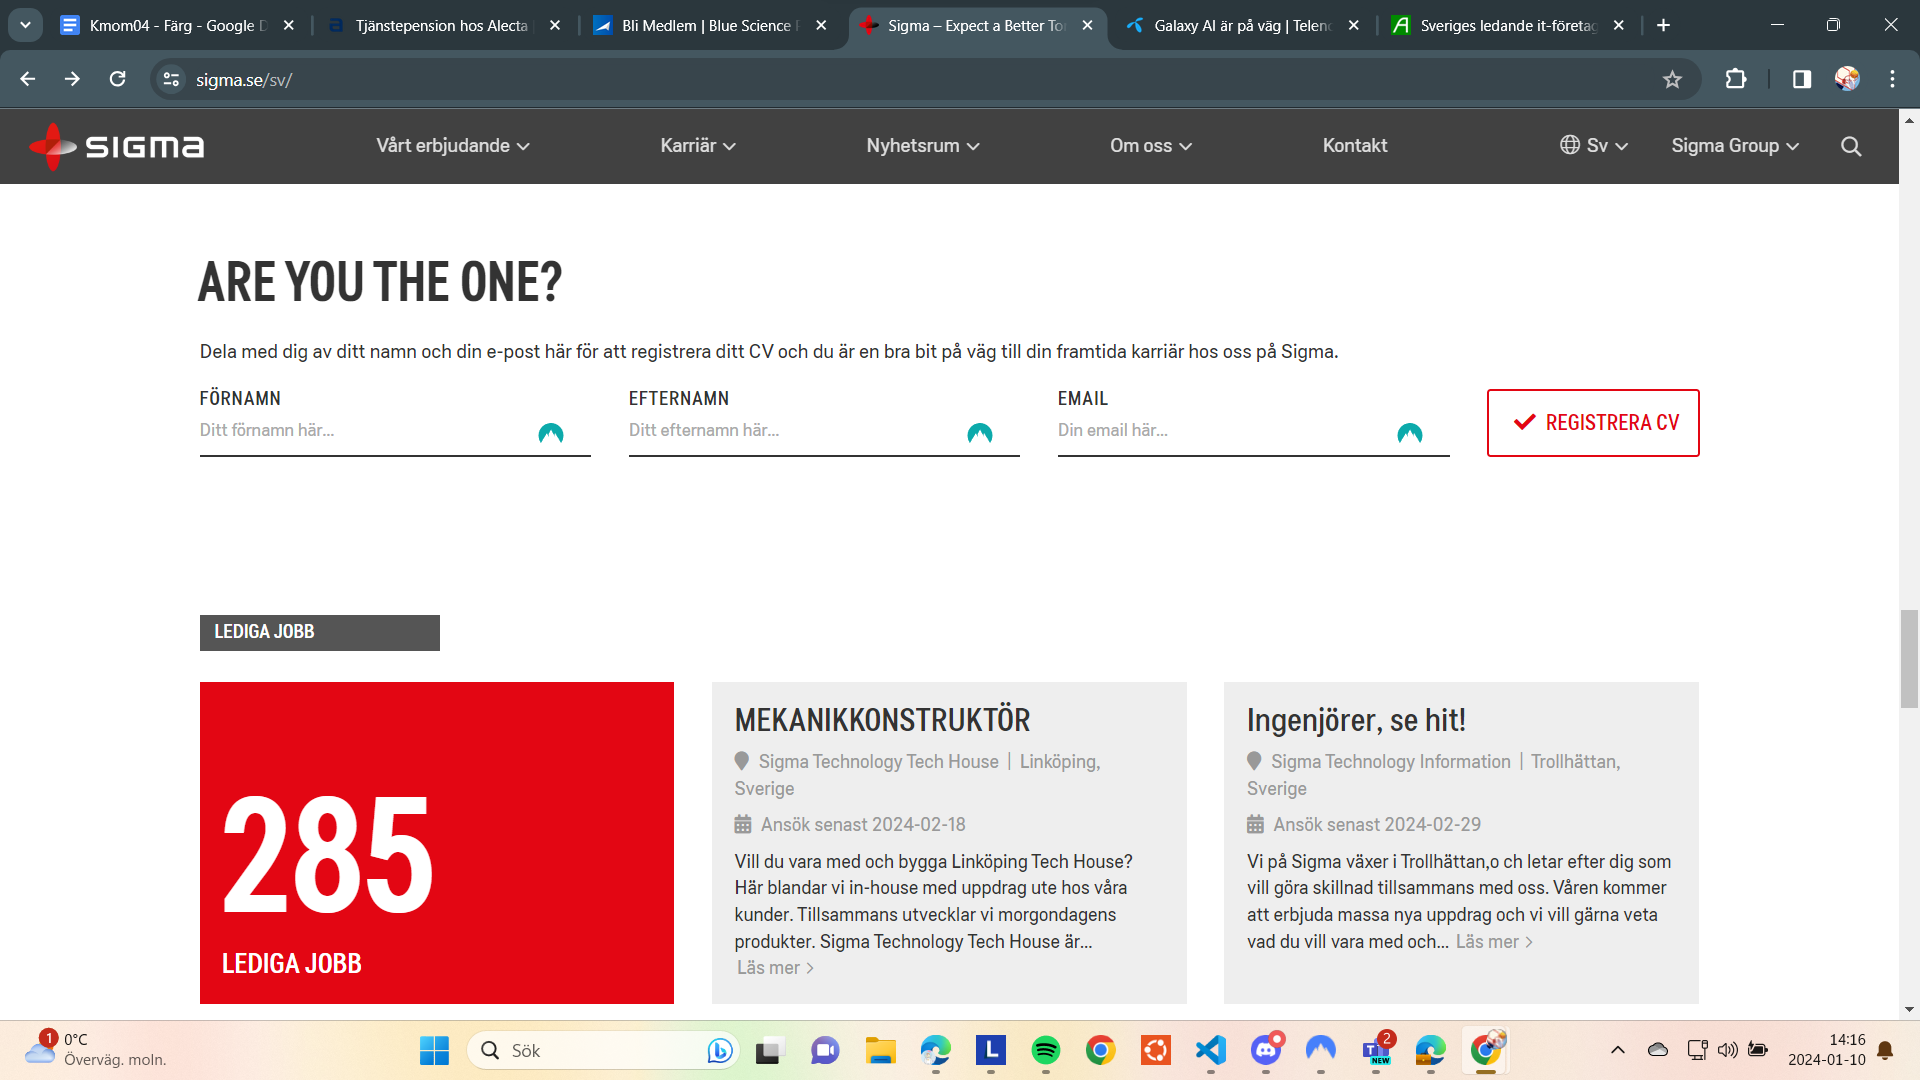 Kmom04 - Färg - Google D
Tjänstepension hos Alecta
Bli Medlem | Blue Science P
Sigma – Expect a Better To
Galaxy AI är på väg | Teleno
Sveriges ledande it-företag
sigma.se/sv/
SIGMA
Vårt erbjudande
Karriär
Nyhetsrum
Om oss
Kontakt
Sv
Sigma Group
ARE YOU THE ONE?
Dela med dig av ditt namn och din e-post här för att registrera ditt CV och du är en bra bit på väg till din framtida karriär hos oss på Sigma.
FÖRNAMN
Ditt förnamn här...
EFTERNAMN
Ditt efternamn här...
EMAIL
Din email här...
REGISTRERA CV
LEDIGA JOBB
285
LEDIGA JOBB
MEKANIKKONSTRUKTÖR
Sigma Technology Tech House | Linköping,
Sverige
Ansök senast 2024-02-18
Vill du vara med och bygga Linköping Tech House?
Här blandar vi in-house med uppdrag ute hos våra
kunder. Tillsammans utvecklar vi morgondagens
produkter. Sigma Technology Tech House är...
Läs mer >
Ingenjörer, se hit!
Sigma Technology Information | Trollhättan,
Sverige
Ansök senast 2024-02-29
Vi på Sigma växer i Trollhättan,o ch letar efter dig som
vill göra skillnad tillsammans med oss. Våren kommer
att erbjuda massa nya uppdrag och vi vill gärna veta
vad du vill vara med och... Läs mer >
1
0°C
Överväg. moln.
Sök
L
2
NEW
14:16
2024-01-10